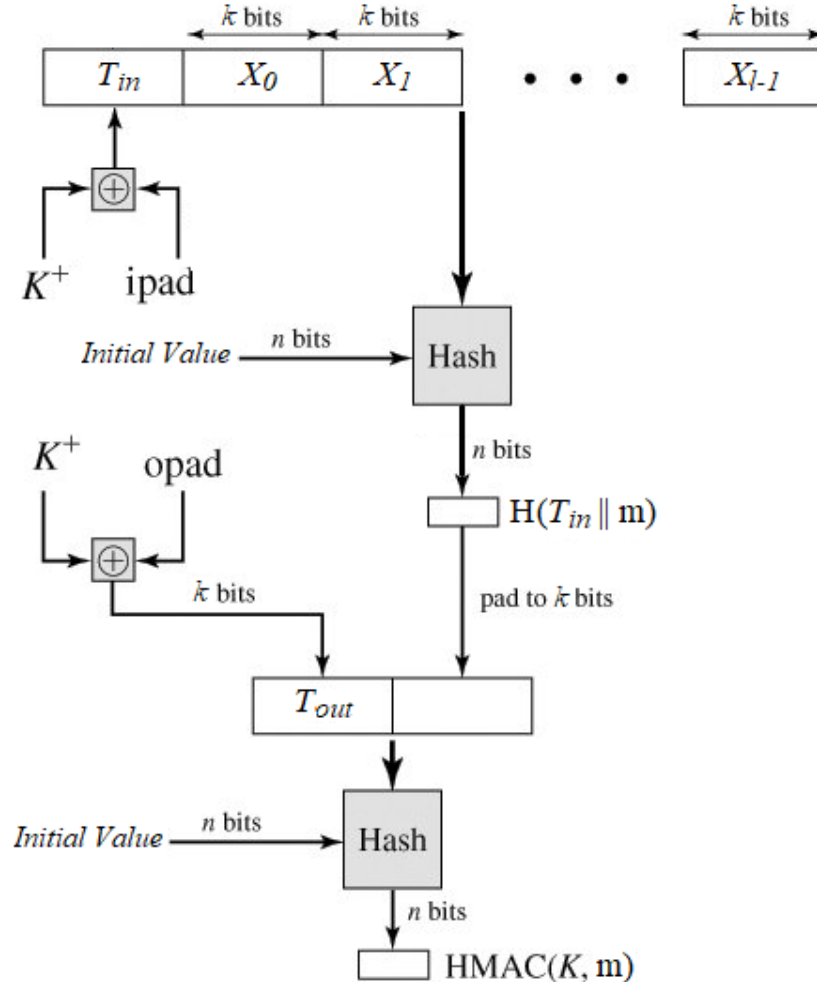 k bits k bits k bits
T_in X_0 X_1 • • • X_l-1
⊕
K⁺ ipad
Initial Value n bits Hash
n bits
K⁺ opad
H(T_in || m)
⊕
k bits pad to k bits
T_out
Initial Value n bits Hash
n bits
HMAC(K, m)